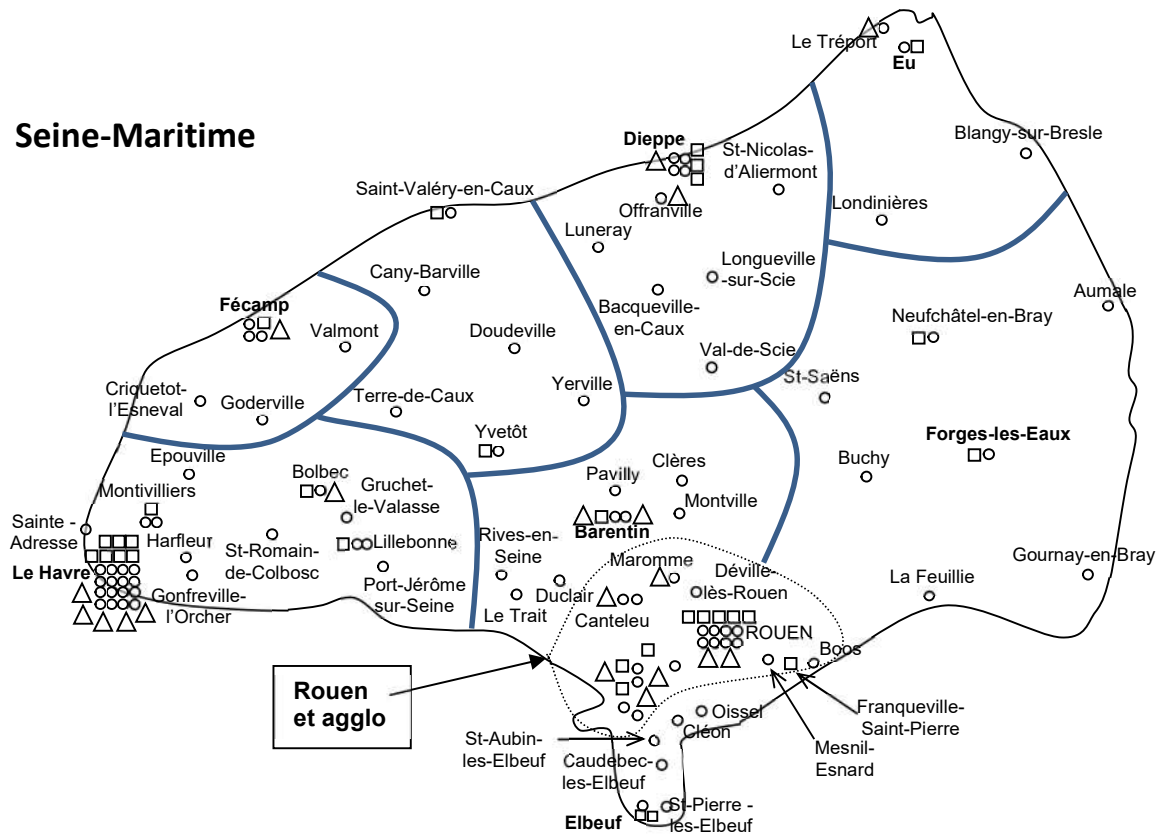 Le Tréport
Eu
Seine-Maritime
Blangy-sur-Bresle
Dieppe
St-Nicolas-
d'Aliermont
Saint-Valéry-en-Caux
Offranville
Londinières
Luneray
Longueville
-sur-Scie
Cany-Barville
Bacqueville-
en-Caux
Aumale
Fécamp
Valmont
Doudeville
Neufchâtel-en-Bray
Val-de-Scie
St-Saëns
Criquetot-
l'Esneval
Goderville
Terre-de-Caux
Yerville
Yvetôt
Forges-les-Eaux
Epouville
Bolbec
Gruchet-
le-Valasse
Pavilly
Clères
Buchy
Montivilliers
Montville
Sainte -
Adresse
Harfleur
St-Romain-
de-Colbosc
Lillebonne
Rives-en-
Seine
Barentin
Maromme
Gournay-en-Bray
Le Havre
Gonfreville-
l'Orcher
Port-Jérôme
sur-Seine
Le Trait
Duclair
Déville-
lès-Rouen
La Feuillie
Canteleu
ROUEN
Boos
Rouen
et agglo
Franqueville-
Saint-Pierre
Oissel
Cléon
St-Aubin-
les-Elbeuf
Mesnil-
Esnard
Caudebec-
les-Elbeuf
Elbeuf
St-Pierre -
les-Elbeuf